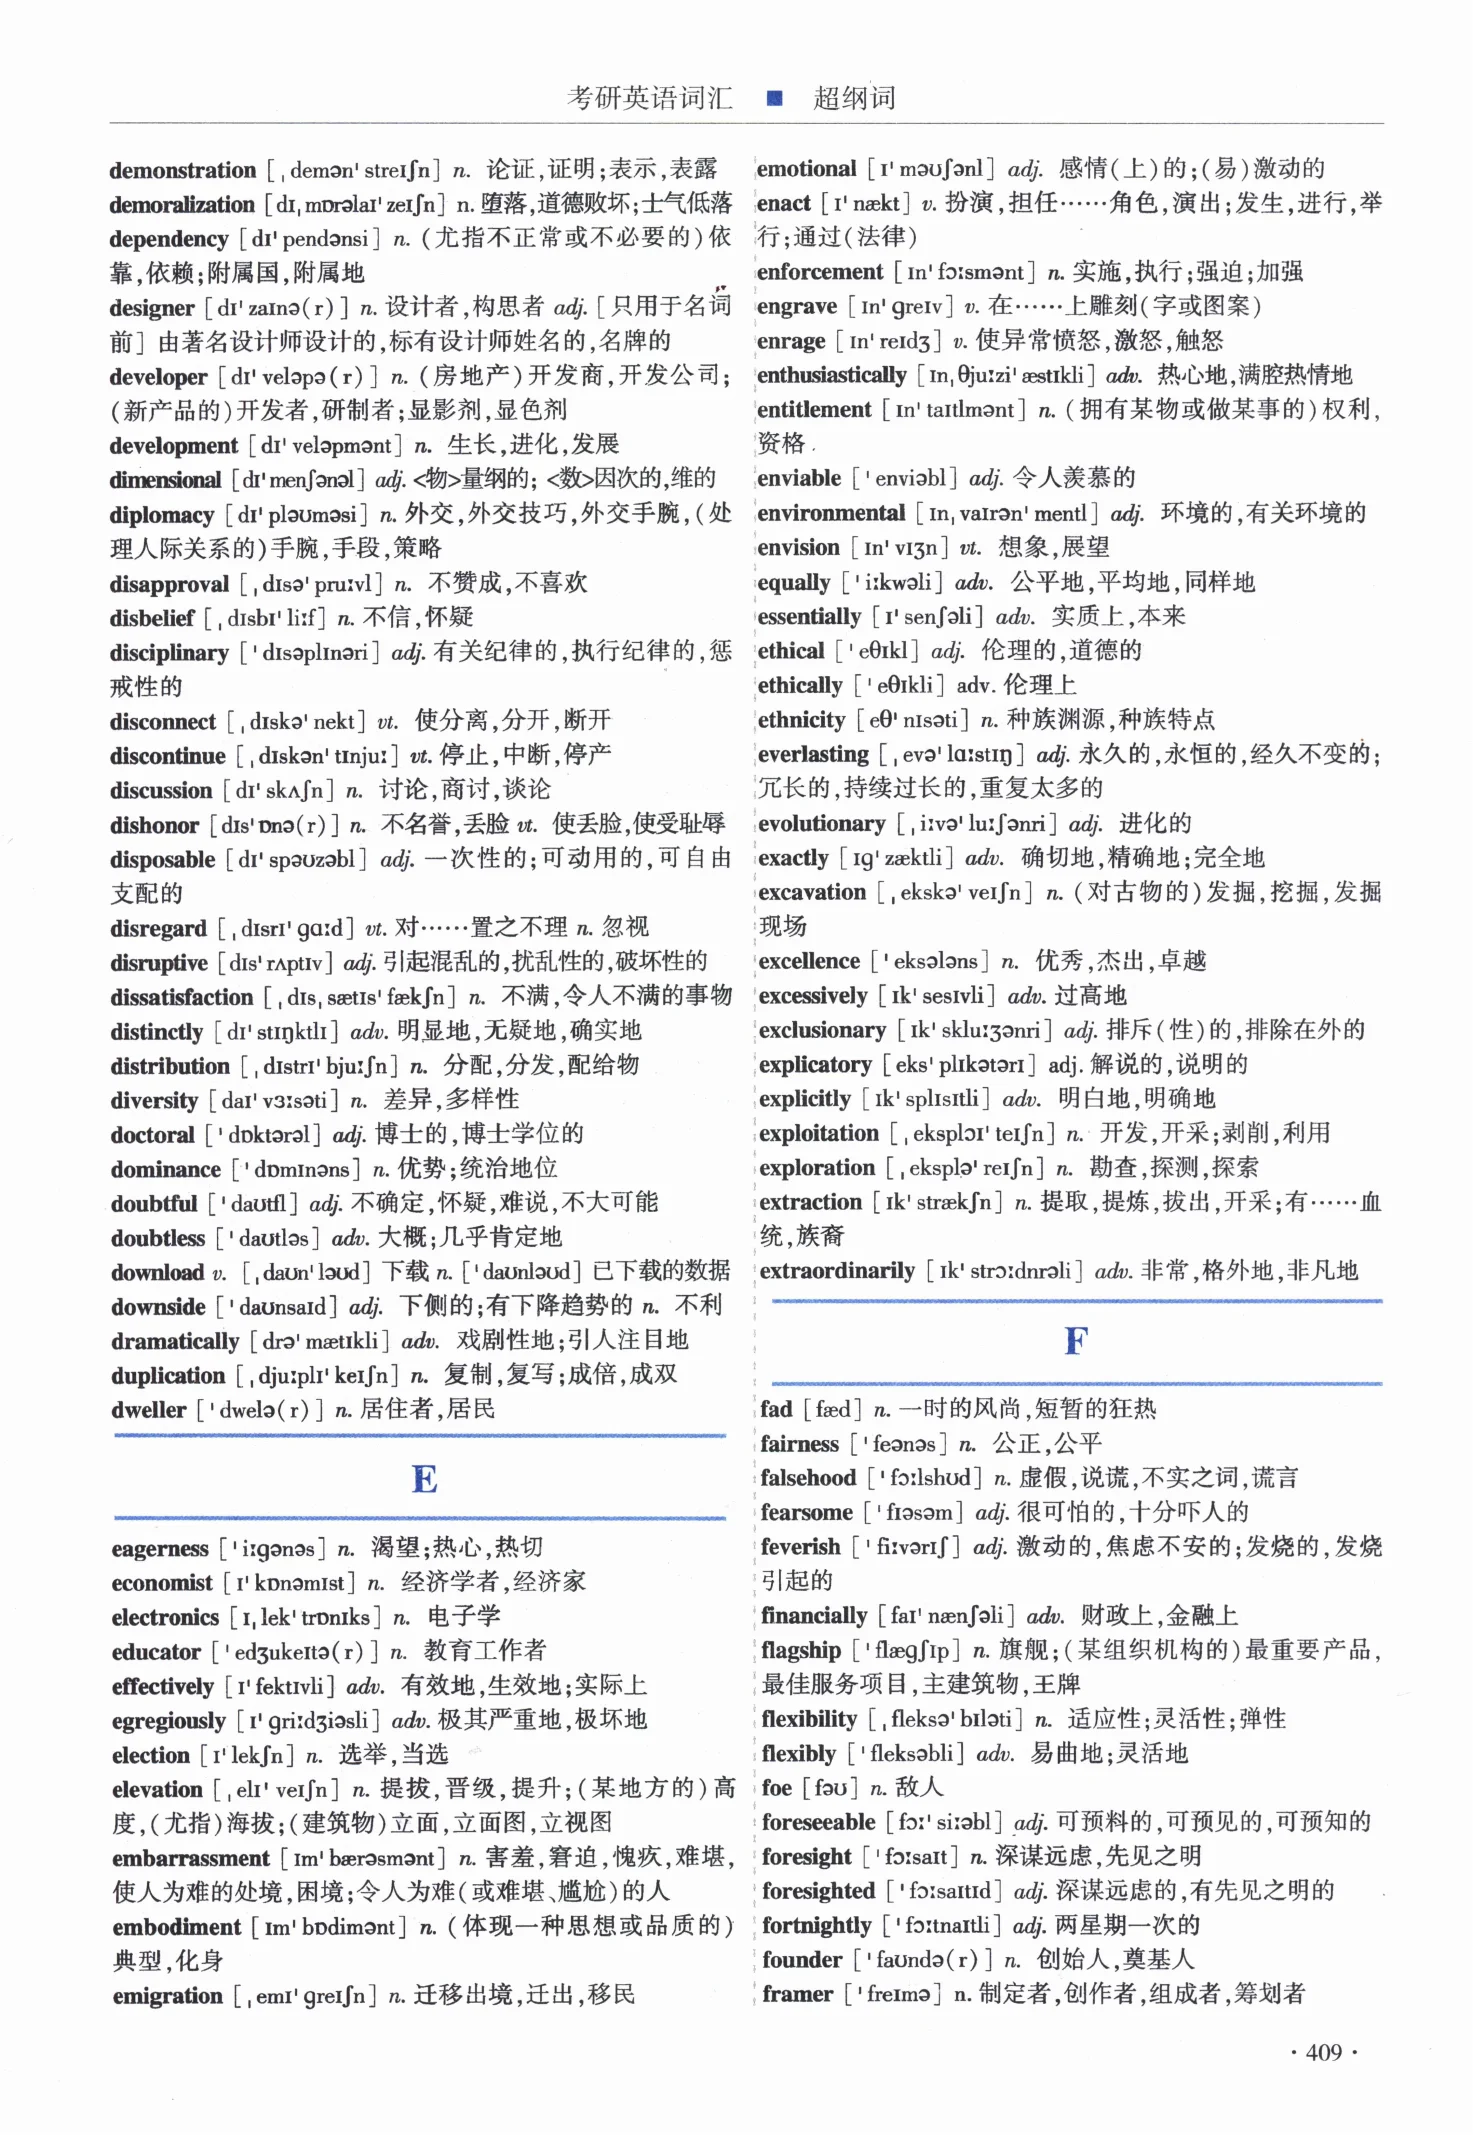 考研英语词汇 ■ 超纲词
demonstration [ˌdemənˈstreɪʃn] n. 论证,证明;表示,表露
demoralization [dɪˌmɒrəlaɪˈzeɪʃn] n. 堕落,道德败坏;士气低落
dependency [dɪˈpendənsi] n. (尤指不正常或不必要的)依
靠,依赖;附属国,附属地
designer [dɪˈzaɪnə(r)] n. 设计者,构思者 adj. [只用于名词
前] 由著名设计师设计的,标有设计师姓名的,名牌的
developer [dɪˈveləpə(r)] n. (房地产)开发商,开发公司;
(新产品的)开发者,研制者;显影剂,显色剂
development [dɪˈveləpmənt] n. 生长,进化,发展
dimensional [dɪˈmenʃənəl] adj. <物>量纲的; <数>因次的,维的
diplomacy [dɪˈpləʊməsi] n. 外交,外交技巧,外交手腕,(处
理人际关系的)手腕,手段,策略
disapproval [ˌdɪsəˈpruːvl] n. 不赞成,不喜欢
disbelief [ˌdɪsbɪˈliːf] n. 不信,怀疑
disciplinary [ˈdɪsəplɪnəri] adj. 有关纪律的,执行纪律的,惩
戒性的
disconnect [ˌdɪskəˈnekt] vt. 使分离,分开,断开
discontinue [ˌdɪskənˈtɪnjuː] vt. 停止,中断,停产
discussion [dɪˈskʌʃn] n. 讨论,商讨,谈论
dishonor [dɪsˈɒnə(r)] n. 不名誉,丢脸 vt. 使丢脸,使受耻辱
disposable [dɪˈspəʊzəbl] adj. 一次性的;可动用的,可自由
支配的
disregard [ˌdɪsrɪˈɡɑːd] vt. 对……置之不理 n. 忽视
disruptive [dɪsˈrʌptɪv] adj. 引起混乱的,扰乱性的,破坏性的
dissatisfaction [ˌdɪsˌsætɪsˈfækʃn] n. 不满,令人不满的事物
distinctly [dɪˈstɪŋktlɪ] adv. 明显地,无疑地,确实地
distribution [ˌdɪstrɪˈbjuːʃn] n. 分配,分发,配给物
diversity [daɪˈvɜːsəti] n. 差异,多样性
doctoral [ˈdɒktərəl] adj. 博士的,博士学位的
dominance [ˈdɒmɪnəns] n. 优势;统治地位
doubtful [ˈdaʊtfl] adj. 不确定,怀疑,难说,不大可能
doubtless [ˈdaʊtləs] adv. 大概;几乎肯定地
download v. [ˌdaʊnˈləʊd] 下载 n. [ˈdaʊnləʊd] 已下载的数据
downside [ˈdaʊnsaɪd] adj. 下侧的;有下降趋势的 n. 不利
dramatically [drəˈmætɪkli] adv. 戏剧性地;引人注目地
duplication [ˌdjuːplɪˈkeɪʃn] n. 复制,复写;成倍,成双
dweller [ˈdwelə(r)] n. 居住者,居民
E
eagerness [ˈiːɡənəs] n. 渴望;热心,热切
economist [ɪˈkɒnəmɪst] n. 经济学者,经济家
electronics [ɪˌlekˈtrɒnɪks] n. 电子学
educator [ˈedʒukeɪtə(r)] n. 教育工作者
effectively [ɪˈfektɪvli] adv. 有效地,生效地;实际上
egregiously [ɪˈɡriːdʒiəsli] adv. 极其严重地,极坏地
election [ɪˈlekʃn] n. 选举,当选
elevation [ˌelɪˈveɪʃn] n. 提拔,晋级,提升;(某地方的)高
度,(尤指)海拔;(建筑物)立面,立面图,立视图
embarrassment [ɪmˈbærəsmənt] n. 害羞,窘迫,愧疚,难堪,
使人为难的处境,困境;令人为难(或难堪、尴尬)的人
embodiment [ɪmˈbɒdimənt] n. (体现一种思想或品质的)
典型,化身
emigration [ˌemɪˈɡreɪʃn] n. 迁移出境,迁出,移民
emotional [ɪˈməʊʃənl] adj. 感情(上)的;(易)激动的
enact [ɪˈnækt] v. 扮演,担任……角色,演出;发生,进行,举
行;通过(法律)
enforcement [ɪnˈfɔːsmənt] n. 实施,执行;强迫;加强
engrave [ɪnˈɡreɪv] v. 在……上雕刻(字或图案)
enrage [ɪnˈreɪdʒ] v. 使异常愤怒,激怒,触怒
enthusiastically [ɪnˌθjuːziˈæstɪkli] adv. 热心地,满腔热情地
entitlement [ɪnˈtaɪtlmənt] n. (拥有某物或做某事的)权利,
资格.
enviable [ˈenviəbl] adj. 令人羡慕的
environmental [ɪnˌvaɪrənˈmentl] adj. 环境的,有关环境的
envision [ɪnˈvɪʒn] vt. 想象,展望
equally [ˈiːkwəli] adv. 公平地,平均地,同样地
essentially [ɪˈsenʃəli] adv. 实质上,本来
ethical [ˈeθɪkl] adj. 伦理的,道德的
ethically [ˈeθɪkli] adv. 伦理上
ethnicity [eθˈnɪsəti] n. 种族渊源,种族特点
everlasting [ˌevəˈlɑːstɪŋ] adj. 永久的,永恒的,经久不变的;
冗长的,持续过长的,重复太多的
evolutionary [ˌiːvəˈluːʃənri] adj. 进化的
exactly [ɪɡˈzæktli] adv. 确切地,精确地;完全地
excavation [ˌekskəˈveɪʃn] n. (对古物的)发掘,挖掘,发掘
现场
excellence [ˈeksələns] n. 优秀,杰出,卓越
excessively [ɪkˈsesɪvli] adv. 过高地
exclusionary [ɪkˈskluːʒənri] adj. 排斥(性)的,排除在外的
explicatory [eksˈplɪkətərɪ] adj. 解说的,说明的
explicitly [ɪkˈsplɪsɪtli] adv. 明白地,明确地
exploitation [ˌeksplɔɪˈteɪʃn] n. 开发,开采;剥削,利用
exploration [ˌekspləˈreɪʃn] n. 勘查,探测,探索
extraction [ɪkˈstrækʃn] n. 提取,提炼,拔出,开采;有……血
统,族裔
extraordinarily [ɪkˈstrɔːdnrəli] adv. 非常,格外地,非凡地
F
fad [fæd] n. 一时的风尚,短暂的狂热
fairness [ˈfeənəs] n. 公正,公平
falsehood [ˈfɔːlshʊd] n. 虚假,说谎,不实之词,谎言
fearsome [ˈfɪəsəm] adj. 很可怕的,十分吓人的
feverish [ˈfiːvərɪʃ] adj. 激动的,焦虑不安的;发烧的,发烧
引起的
financially [faɪˈnænʃəli] adv. 财政上,金融上
flagship [ˈflæɡʃɪp] n. 旗舰;(某组织机构的)最重要产品,
最佳服务项目,主建筑物,王牌
flexibility [ˌfleksəˈbɪləti] n. 适应性;灵活性;弹性
flexibly [ˈfleksəbli] adv. 易曲地;灵活地
foe [fəʊ] n. 敌人
foreseeable [fɔːˈsiːəbl] adj. 可预料的,可预见的,可预知的
foresight [ˈfɔːsaɪt] n. 深谋远虑,先见之明
foresighted [ˈfɔːsaɪtɪd] adj. 深谋远虑的,有先见之明的
fortnightly [ˈfɔːtnaɪtli] adj. 两星期一次的
founder [ˈfaʊndə(r)] n. 创始人,奠基人
framer [ˈfreɪmə] n. 制定者,创作者,组成者,筹划者
· 409 ·